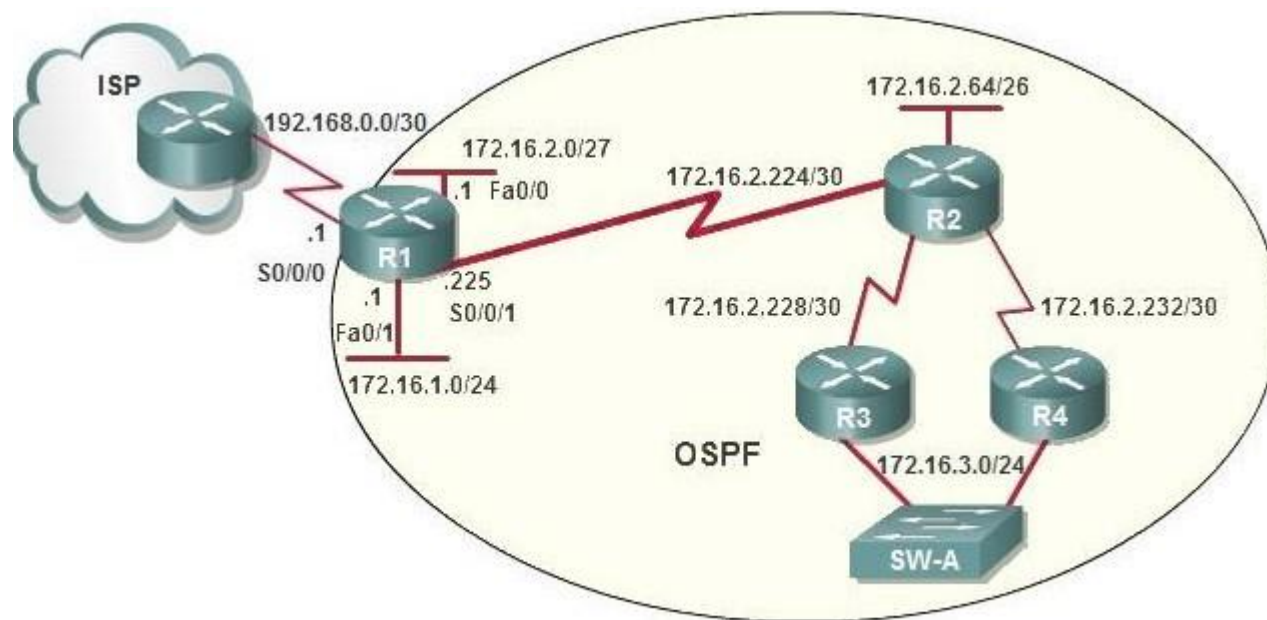 ISP
192.168.0.0/30
172.16.2.0/27
.1 Fa0/0
.1
S0/0/0
R1
.225
S0/0/1
.1
Fa0/1
172.16.1.0/24
172.16.2.224/30
172.16.2.64/26
R2
172.16.2.228/30
172.16.2.232/30
R3
R4
OSPF
172.16.3.0/24
SW-A